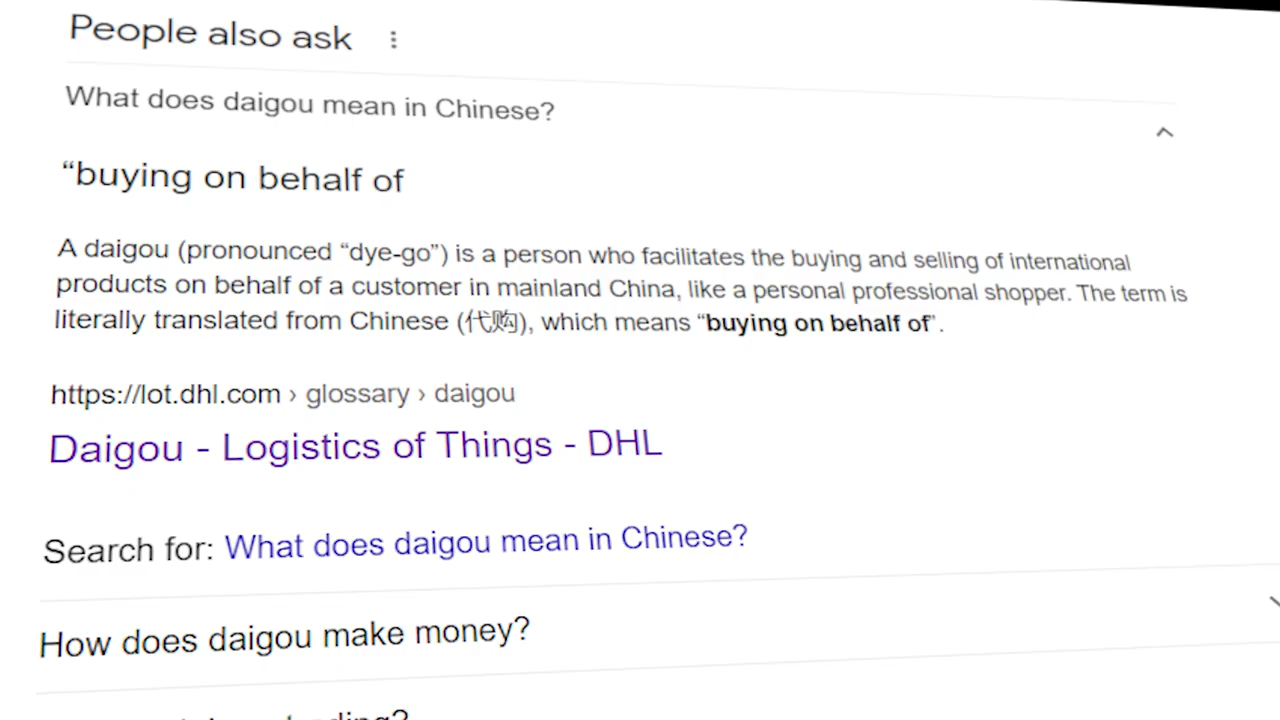 People also ask
What does daigou mean in Chinese?
“buying on behalf of
A daigou (pronounced “dye-go”) is a person who facilitates the buying and selling of international
products on behalf of a customer in mainland China, like a personal professional shopper. The term is
literally translated from Chinese (代购), which means “buying on behalf of”.
https://lot.dhl.com › glossary › daigou
Daigou - Logistics of Things - DHL
Search for: What does daigou mean in Chinese?
How does daigou make money?